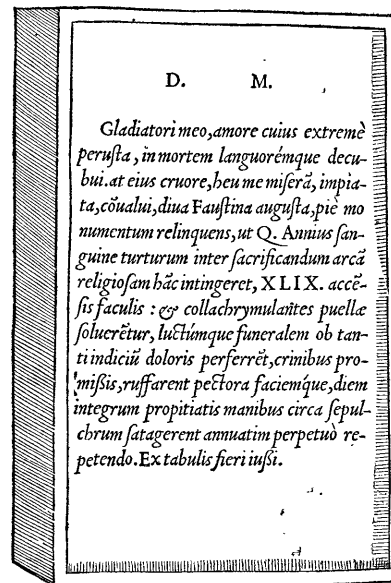 D. M.
Gladiatori meo, amore cuius extremè
peruſta, in mortem languorémque decu-
bui. at eius cruore, heu me miſerã, impia-
ta, cõualui, diua Fauſtina auguſta, piè mo
numentum relinquens, ut Q. Annius ſan-
guine turturum inter ſacrificandum arcã
religioſam hãc intingeret, XLIX. accẽ-
ſis faculis : & collachrymulãtes puellæ
ſoluerẽtur, luctúmque funeralem ob tan-
ti indiciũ doloris perferrẽt, crinibus pro-
miſſis, ruffarent pectora faciemque, diem
integrum propitiatis manibus circa ſepul-
chrum ſatagerent annuatim perpetuò re-
petendo. Ex tabulis fieri iuſſi.